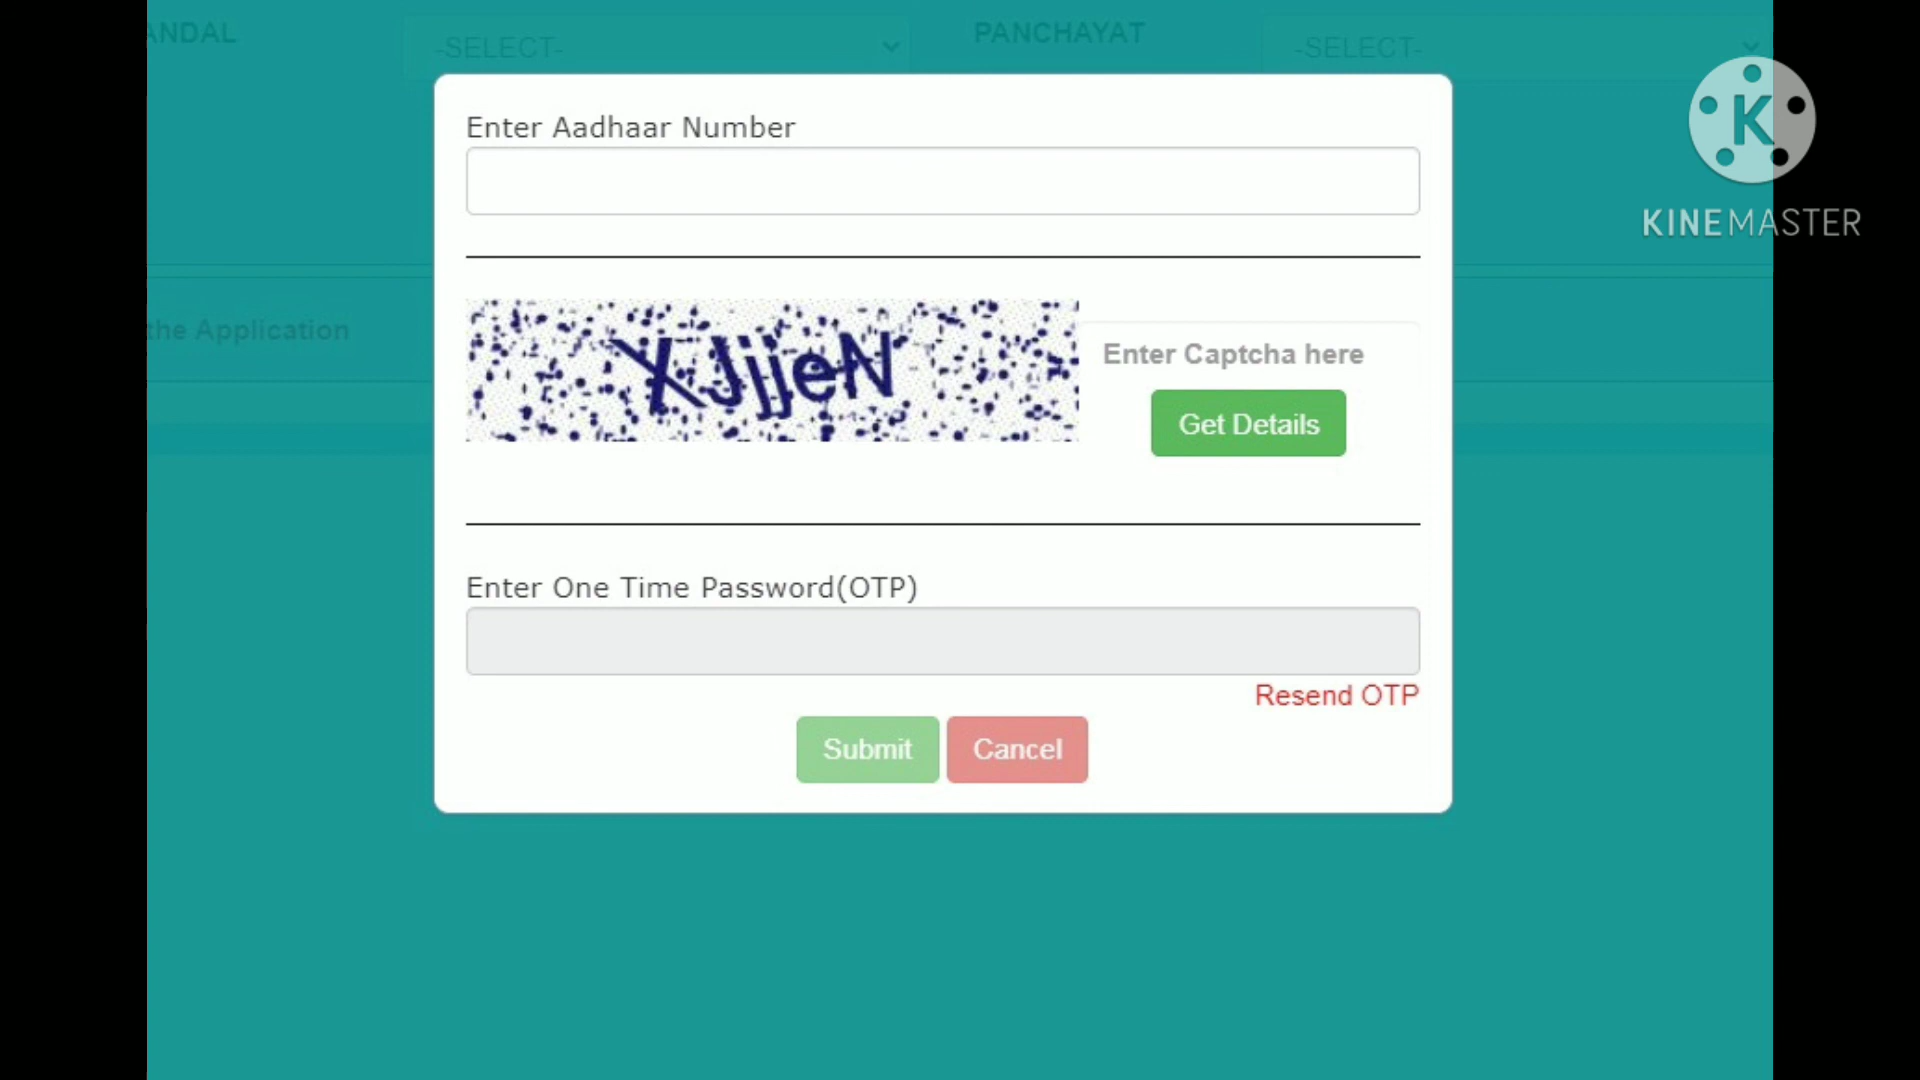 ANDAL
-SELECT-
PANCHAYAT
-SELECT-
Enter Aadhaar Number
KINEMASTER
the Application
XJjjeN
Enter Captcha here
Get Details
Enter One Time Password(OTP)
Resend OTP
Submit
Cancel